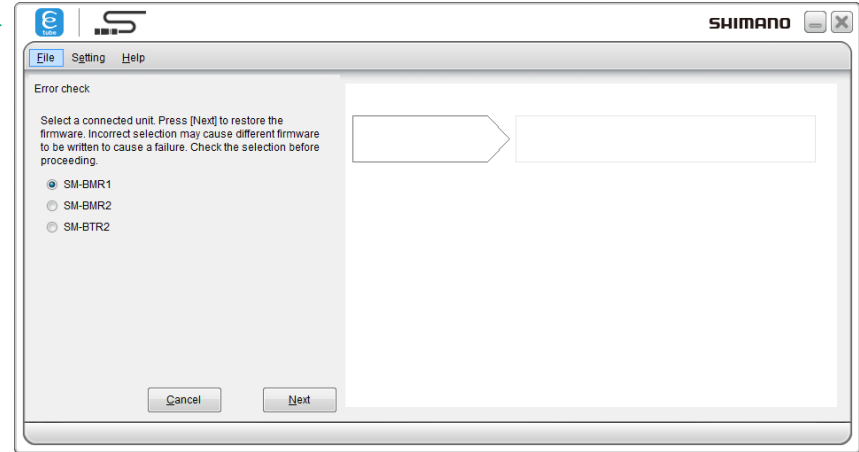 e
tube
S
SHIMANO
File Setting Help
Error check
Select a connected unit. Press [Next] to restore the
firmware. Incorrect selection may cause different firmware
to be written to cause a failure. Check the selection before
proceeding.
SM-BMR1
SM-BMR2
SM-BTR2
Cancel Next